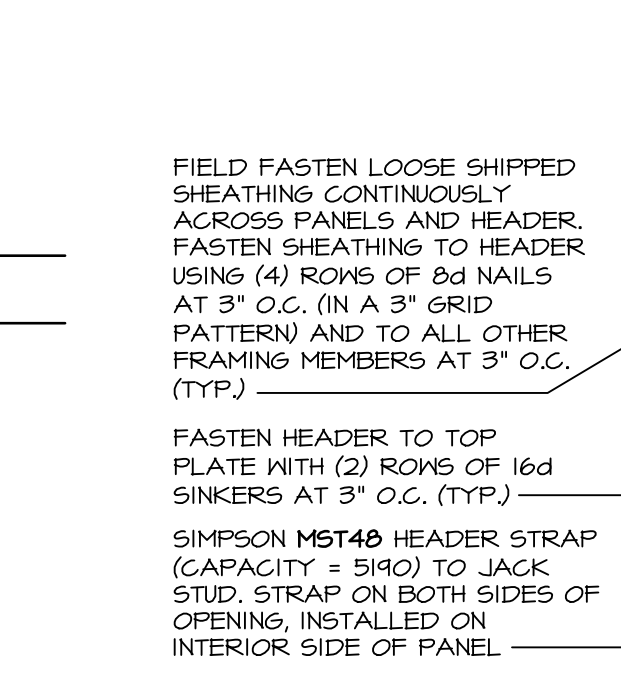 FIELD FASTEN LOOSE SHIPPED
SHEATHING CONTINUOUSLY
ACROSS PANELS AND HEADER.
FASTEN SHEATHING TO HEADER
USING (4) ROWS OF 8d NAILS
AT 3" O.C. (IN A 3" GRID
PATTERN) AND TO ALL OTHER
FRAMING MEMBERS AT 3" O.C.
(TYP.)
FASTEN HEADER TO TOP
PLATE WITH (2) ROWS OF 16d
SINKERS AT 3" O.C. (TYP.)
SIMPSON MST48 HEADER STRAP
(CAPACITY = 5190) TO JACK
STUD. STRAP ON BOTH SIDES OF
OPENING, INSTALLED ON
INTERIOR SIDE OF PANEL